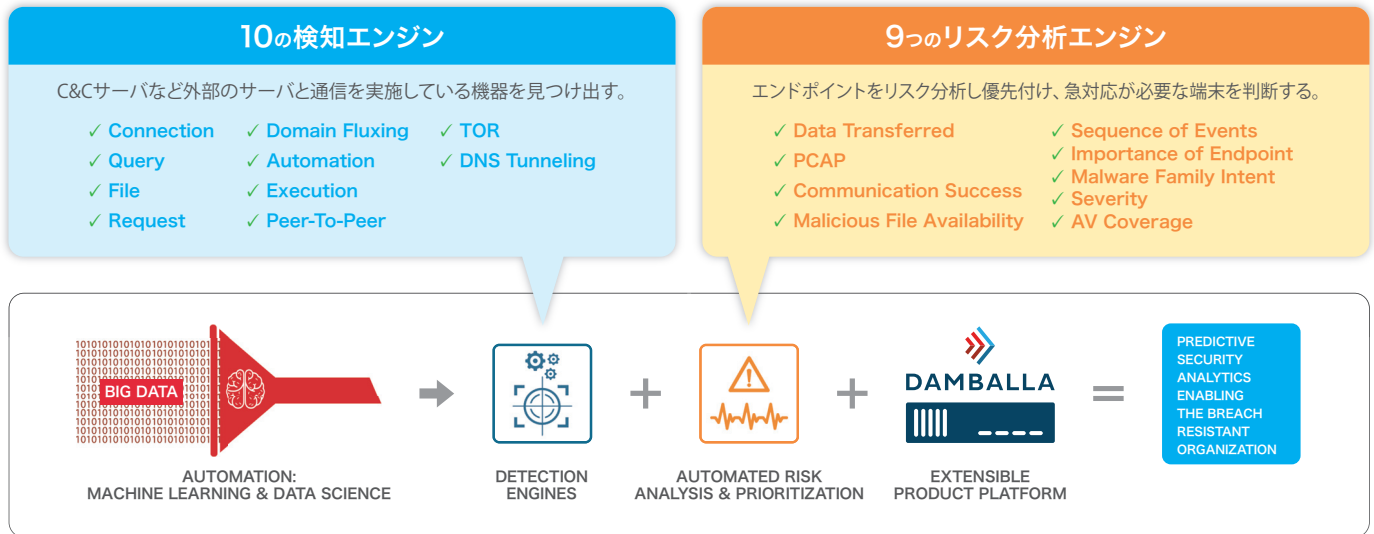 10の検知エンジン
C&Cサーバなど外部のサーバと通信を実施している機器を見つけ出す。
✓ Connection
✓ Query
✓ File
✓ Request
✓ Domain Fluxing
✓ Automation
✓ Execution
✓ Peer-To-Peer
✓ TOR
✓ DNS Tunneling
9つのリスク分析エンジン
エンドポイントをリスク分析し優先付け、急対応が必要な端末を判断する。
✓ Data Transferred
✓ PCAP
✓ Communication Success
✓ Malicious File Availability
✓ Sequence of Events
✓ Importance of Endpoint
✓ Malware Family Intent
✓ Severity
✓ AV Coverage
BIG DATA
AUTOMATION:
MACHINE LEARNING & DATA SCIENCE
DETECTION
ENGINES
AUTOMATED RISK
ANALYSIS & PRIORITIZATION
DAMBALLA
EXTENSIBLE
PRODUCT PLATFORM
PREDICTIVE
SECURITY
ANALYTICS
ENABLING
THE BREACH
RESISTANT
ORGANIZATION